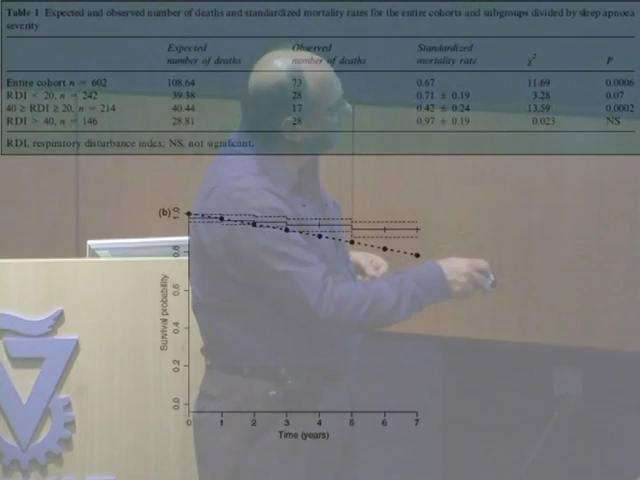 Table 1 Expected and observed number of deaths and standardized mortality rates for the entire cohorts and subgroups divided by sleep apnoea
severity
Expected number of deaths Observed number of deaths Standardized mortality rate χ² P
Entire cohort n = 602 108.64 73 0.67 11.69 0.0006
RDI < 20, n = 242 39.38 28 0.71 ± 0.19 3.28 0.07
40 ≥ RDI ≥ 20, n = 214 40.44 17 0.42 ± 0.24 13.59 0.0002
RDI > 40, n = 146 28.81 28 0.97 ± 0.19 0.023 NS
RDI, respiratory disturbance index; NS, not significant.
(b)
Survival probability
1.0
0.8
0.6
0.4
0.2
0.0
0 1 2 3 4 5 6 7
Time (years)